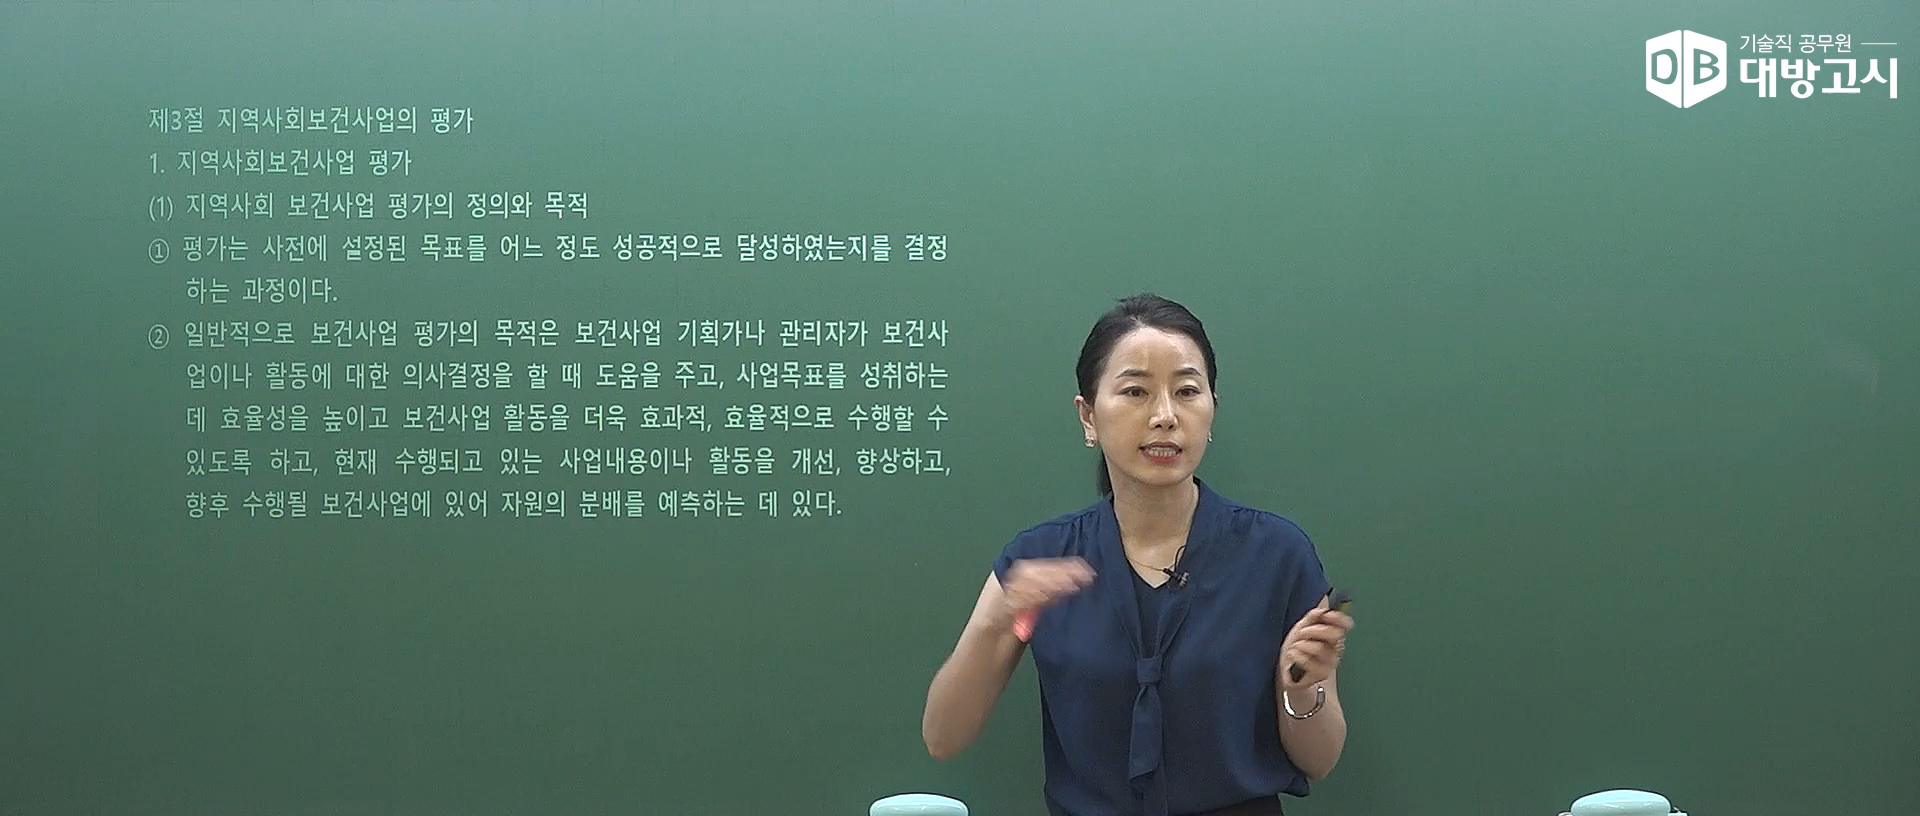 기술직 공무원
DB 대방고시
제3절 지역사회보건사업의 평가
1. 지역사회보건사업 평가
(1) 지역사회 보건사업 평가의 정의와 목적
① 평가는 사전에 설정된 목표를 어느 정도 성공적으로 달성하였는지를 결정
하는 과정이다.
② 일반적으로 보건사업 평가의 목적은 보건사업 기획가나 관리자가 보건사
업이나 활동에 대한 의사결정을 할 때 도움을 주고, 사업목표를 성취하는
데 효율성을 높이고 보건사업 활동을 더욱 효과적, 효율적으로 수행할 수
있도록 하고, 현재 수행되고 있는 사업내용이나 활동을 개선, 향상하고,
향후 수행될 보건사업에 있어 자원의 분배를 예측하는 데 있다.